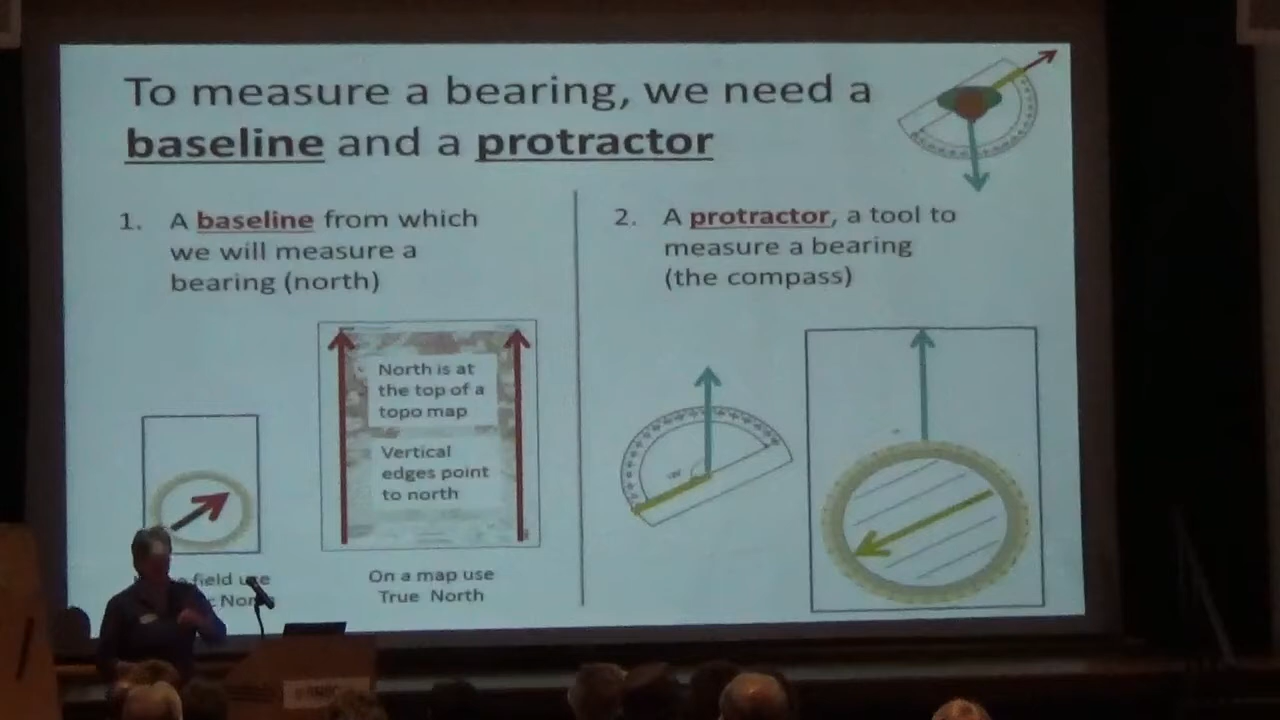 To measure a bearing, we need a
baseline and a protractor
1. A baseline from which
we will measure a
bearing (north)
North is at
the top of a
topo map
Vertical
edges point
to north
field use
On a map use
True North
2. A protractor, a tool to
measure a bearing
(the compass)